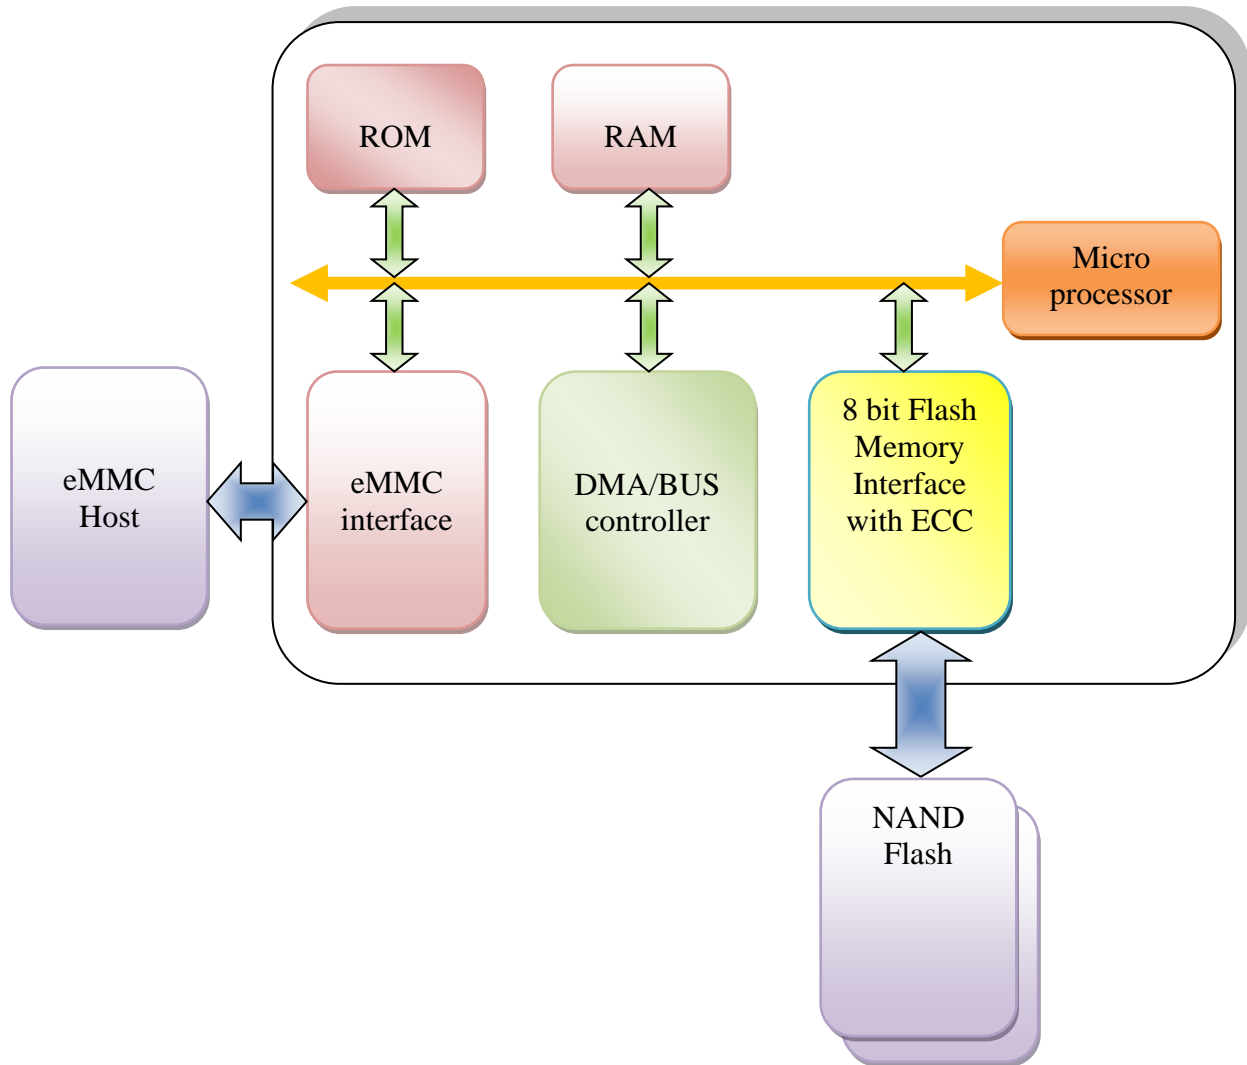 ROM
RAM
Micro
processor
eMMC
Host
eMMC
interface
DMA/BUS
controller
8 bit Flash
Memory
Interface
with ECC
NAND
Flash